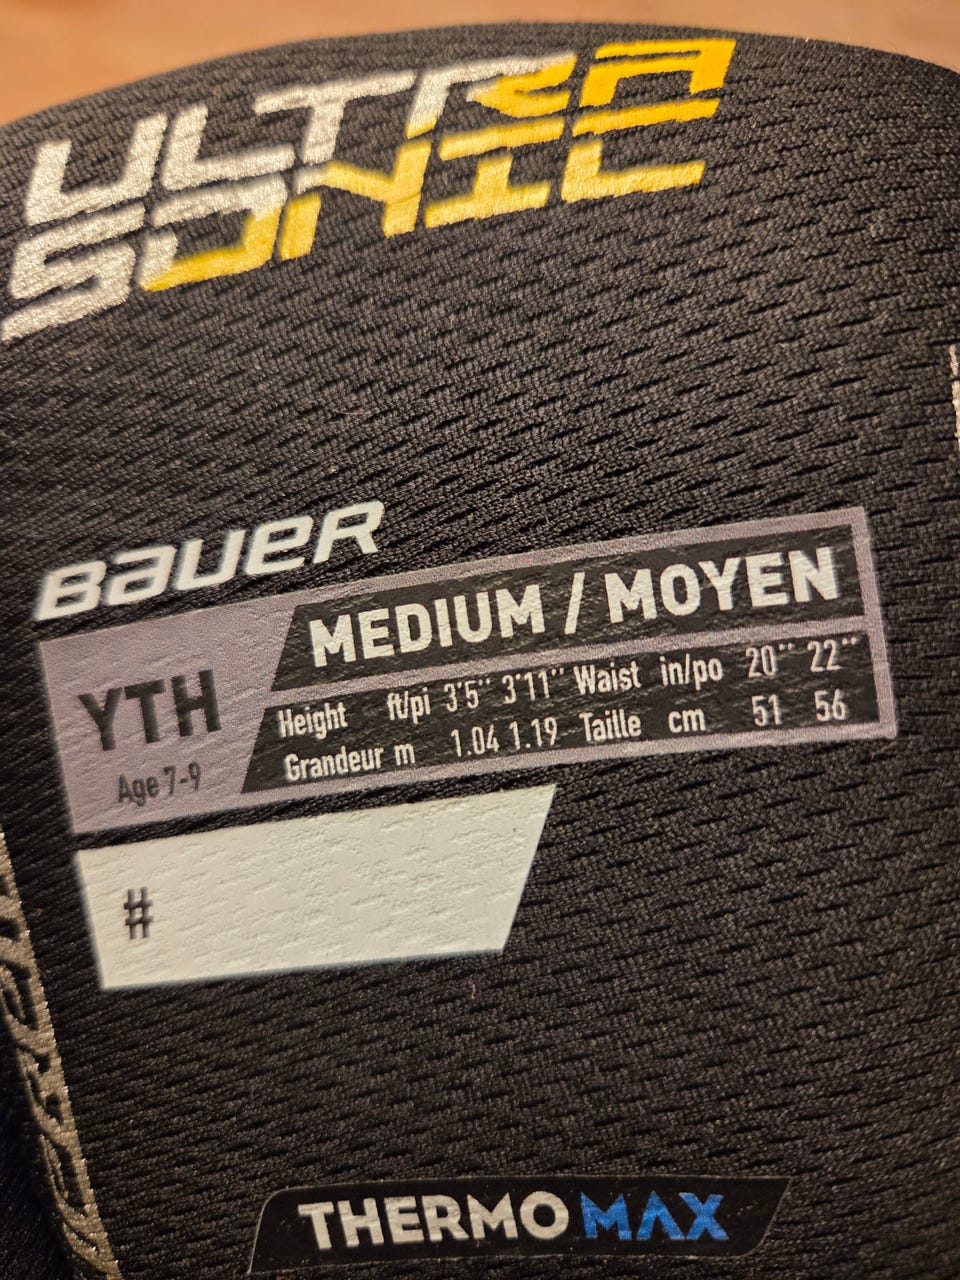 ULTRA
SONIC
BAUER
MEDIUM / MOYEN
YTH
Age 7-9
Height ft/pi 3'5'' 3'11'' Waist in/po 20'' 22''
Grandeur m 1.04 1.19 Taille cm 51 56
#
THERMO MAX